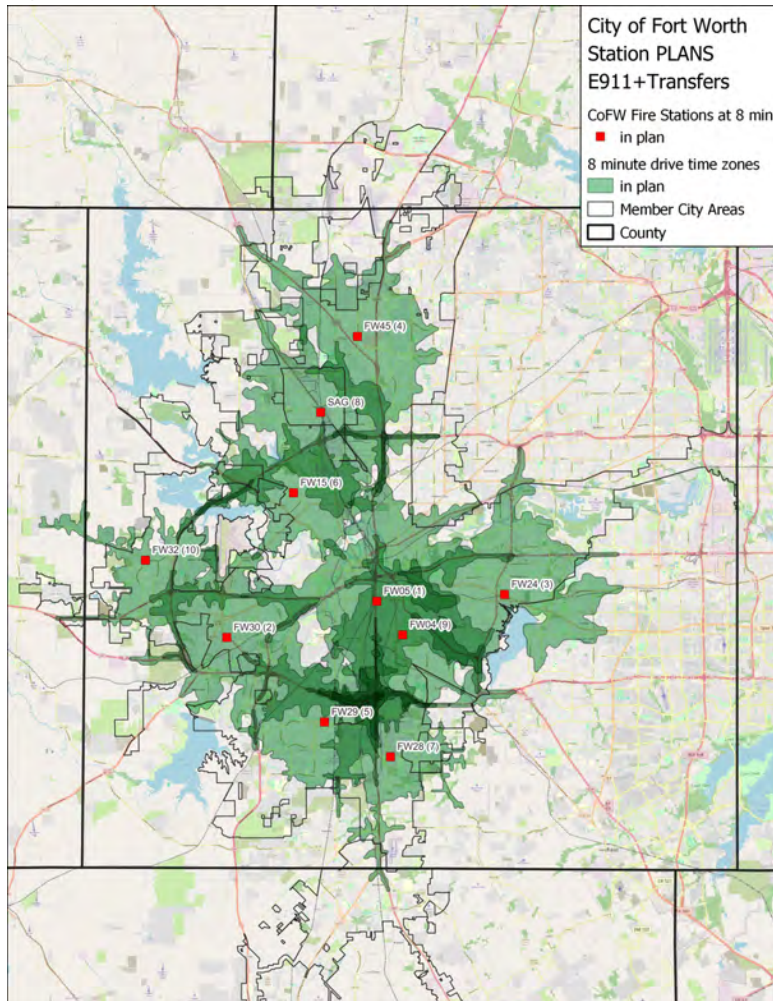 City of Fort Worth
Station PLANS
E911+Transfers
CoFW Fire Stations at 8 min
in plan
8 minute drive time zones
in plan
Member City Areas
County
FW45 (4)
SAG (8)
FW15 (6)
FW32 (10)
FW24 (3)
FW05 (1)
FW04 (9)
FW30 (2)
FW29 (5)
FW28 (7)